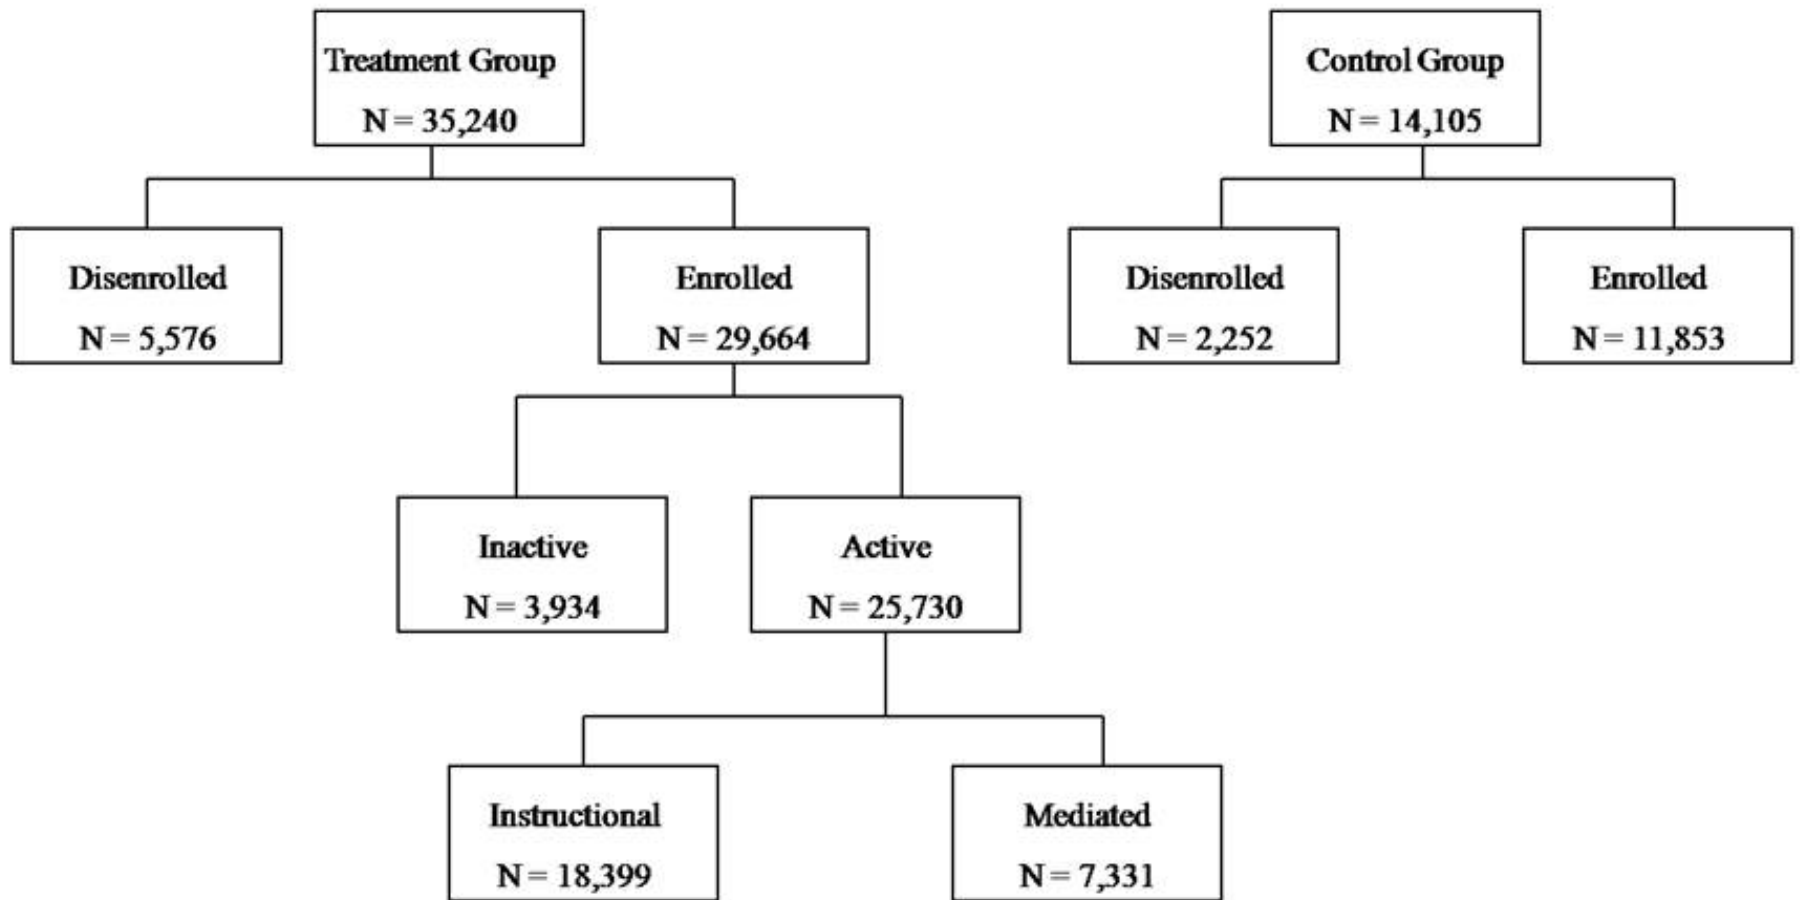 Treatment Group
N = 35,240
Control Group
N = 14,105
Disenrolled
N = 5,576
Enrolled
N = 29,664
Disenrolled
N = 2,252
Enrolled
N = 11,853
Inactive
N = 3,934
Active
N = 25,730
Instructional
N = 18,399
Mediated
N = 7,331